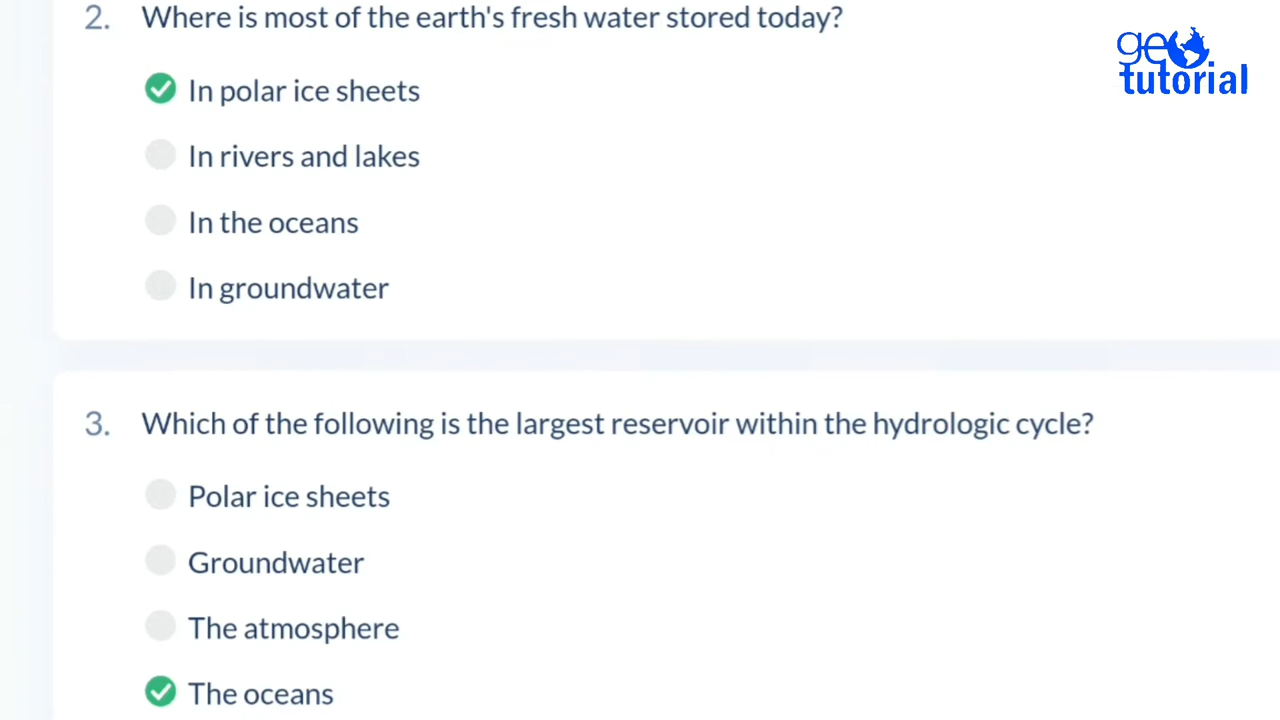 2. Where is most of the earth's fresh water stored today?
geo
tutorial
In polar ice sheets
In rivers and lakes
In the oceans
In groundwater
3. Which of the following is the largest reservoir within the hydrologic cycle?
Polar ice sheets
Groundwater
The atmosphere
The oceans